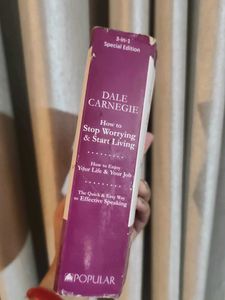 3-in-1
Special Edition
DALE
CARNEGIE
How to
Stop Worrying
& Start Living
How to Enjoy
Your Life & Your Job
The Quick & Easy Way
to Effective Speaking
POPULAR